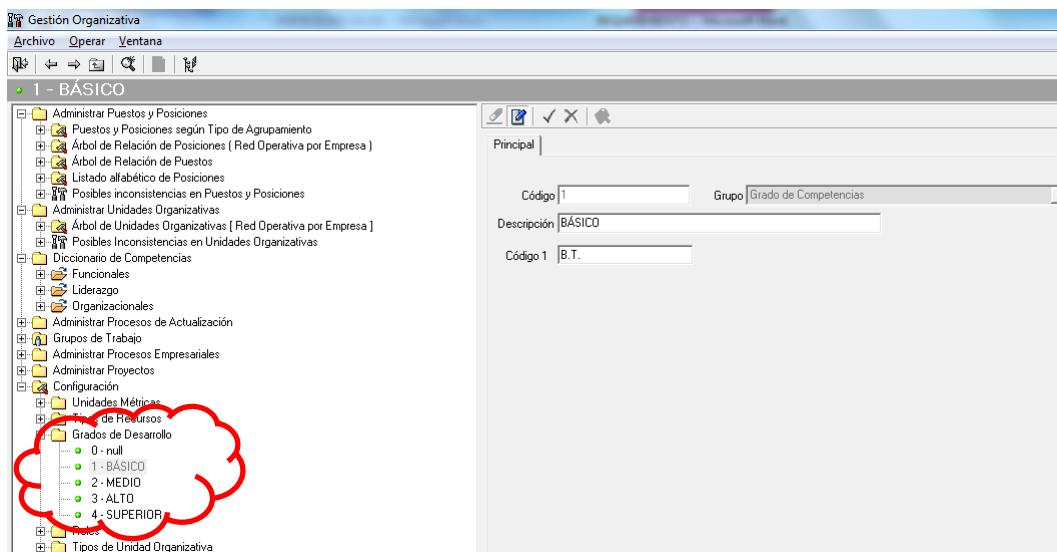 Gestión Organizativa
Archivo Operar Ventana
1 - BÁSICO
Administrar Puestos y Posiciones
Puestos y Posiciones según Tipo de Agrupamiento
Árbol de Relación de Posiciones ( Red Operativa por Empresa )
Árbol de Relación de Puestos
Listado alfabético de Posiciones
Posibles inconsistencias en Puestos y Posiciones
Administrar Unidades Organizativas
Árbol de Unidades Organizativas [ Red Operativa por Empresa ]
Posibles Inconsistencias en Unidades Organizativas
Diccionario de Competencias
Funcionales
Liderazgo
Organizacionales
Administrar Procesos de Actualización
Grupos de Trabajo
Administrar Procesos Empresariales
Administrar Proyectos
Configuración
Unidades Métricas
Tipos de Recursos
Grados de Desarrollo
0 - null
1 - BÁSICO
2 - MEDIO
3 - ALTO
4 - SUPERIOR
Roles
Tipos de Unidad Organizativa
Principal
Código 1 Grupo Grado de Competencias
Descripción BÁSICO
Código 1 B.T.